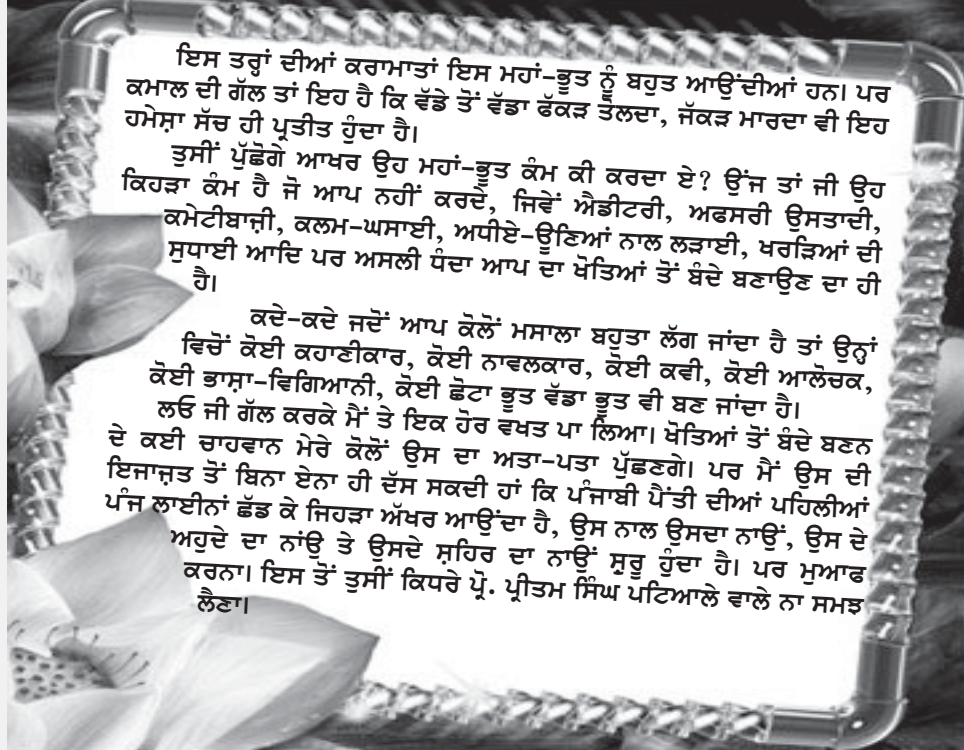 ਇਸ ਤਰ੍ਹਾਂ ਦੀਆਂ ਕਰਾਮਾਤਾਂ ਇਸ ਮਹਾਂ-ਭੂਤ ਨੂੰ ਬਹੁਤ ਆਉਂਦੀਆਂ ਹਨ। ਪਰ
ਕਮਾਲ ਦੀ ਗੱਲ ਤਾਂ ਇਹ ਹੈ ਕਿ ਵੱਡੇ ਤੋਂ ਵੱਡਾ ਫੱਕੜ ਤੋਲਦਾ, ਜੱਕੜ ਮਾਰਦਾ ਵੀ ਇਹ
ਹਮੇਸ਼ਾ ਸੱਚ ਹੀ ਪ੍ਰਤੀਤ ਹੁੰਦਾ ਹੈ।
ਤੁਸੀਂ ਪੁੱਛੋਗੇ ਆਖਰ ਉਹ ਮਹਾਂ-ਭੂਤ ਕੰਮ ਕੀ ਕਰਦਾ ਏ? ਉਂਜ ਤਾਂ ਜੀ ਉਹ
ਕਿਹੜਾ ਕੰਮ ਹੈ ਜੋ ਆਪ ਨਹੀਂ ਕਰਦੇ, ਜਿਵੇਂ ਐਡੀਟਰੀ, ਅਫਸਰੀ ਉਸਤਾਦੀ,
ਕਮੇਟੀਬਾਜ਼ੀ, ਕਲਮ-ਘਸਾਈ, ਅਧੀਏ-ਊਣਿਆਂ ਨਾਲ ਲੜਾਈ, ਖਰੜਿਆਂ ਦੀ
ਸੁਧਾਈ ਆਦਿ ਪਰ ਅਸਲੀ ਧੰਦਾ ਆਪ ਦਾ ਖੋਤਿਆਂ ਤੋਂ ਬੰਦੇ ਬਣਾਉਣ ਦਾ ਹੀ
ਹੈ।
ਕਦੇ-ਕਦੇ ਜਦੋਂ ਆਪ ਕੋਲੋਂ ਮਸਾਲਾ ਬਹੁਤਾ ਲੱਗ ਜਾਂਦਾ ਹੈ ਤਾਂ ਉਨ੍ਹਾਂ
ਵਿਚੋਂ ਕੋਈ ਕਹਾਣੀਕਾਰ, ਕੋਈ ਨਾਵਲਕਾਰ, ਕੋਈ ਕਵੀ, ਕੋਈ ਆਲੋਚਕ,
ਕੋਈ ਭਾਸ਼ਾ-ਵਿਗਿਆਨੀ, ਕੋਈ ਛੋਟਾ ਭੂਤ ਵੱਡਾ ਭੂਤ ਵੀ ਬਣ ਜਾਂਦਾ ਹੈ।
ਲਓ ਜੀ ਗੱਲ ਕਰਕੇ ਮੈਂ ਤੇ ਇਕ ਹੋਰ ਵਖਤ ਪਾ ਲਿਆ। ਖੋਤਿਆਂ ਤੋਂ ਬੰਦੇ ਬਣਨ
ਦੇ ਕਈ ਚਾਹਵਾਨ ਮੇਰੇ ਕੋਲੋਂ ਉਸ ਦਾ ਅਤਾ-ਪਤਾ ਪੁੱਛਣਗੇ। ਪਰ ਮੈਂ ਉਸ ਦੀ
ਇਜਾਜ਼ਤ ਤੋਂ ਬਿਨਾ ਏਨਾ ਹੀ ਦੱਸ ਸਕਦੀ ਹਾਂ ਕਿ ਪੰਜਾਬੀ ਪੈਂਤੀ ਦੀਆਂ ਪਹਿਲੀਆਂ
ਪੰਜ ਲਾਈਨਾਂ ਛੱਡ ਕੇ ਜਿਹੜਾ ਅੱਖਰ ਆਉਂਦਾ ਹੈ, ਉਸ ਨਾਲ ਉਸਦਾ ਨਾਉਂ, ਉਸ ਦੇ
ਅਹੁਦੇ ਦਾ ਨਾਂਉ ਤੇ ਉਸਦੇ ਸ਼ਹਿਰ ਦਾ ਨਾਉਂ ਸ਼ੁਰੂ ਹੁੰਦਾ ਹੈ। ਪਰ ਮੁਆਫ
ਕਰਨਾ। ਇਸ ਤੋਂ ਤੁਸੀਂ ਕਿਧਰੇ ਪ੍ਰੋ. ਪ੍ਰੀਤਮ ਸਿੰਘ ਪਟਿਆਲੇ ਵਾਲੇ ਨਾ ਸਮਝ
ਲੈਣਾ।